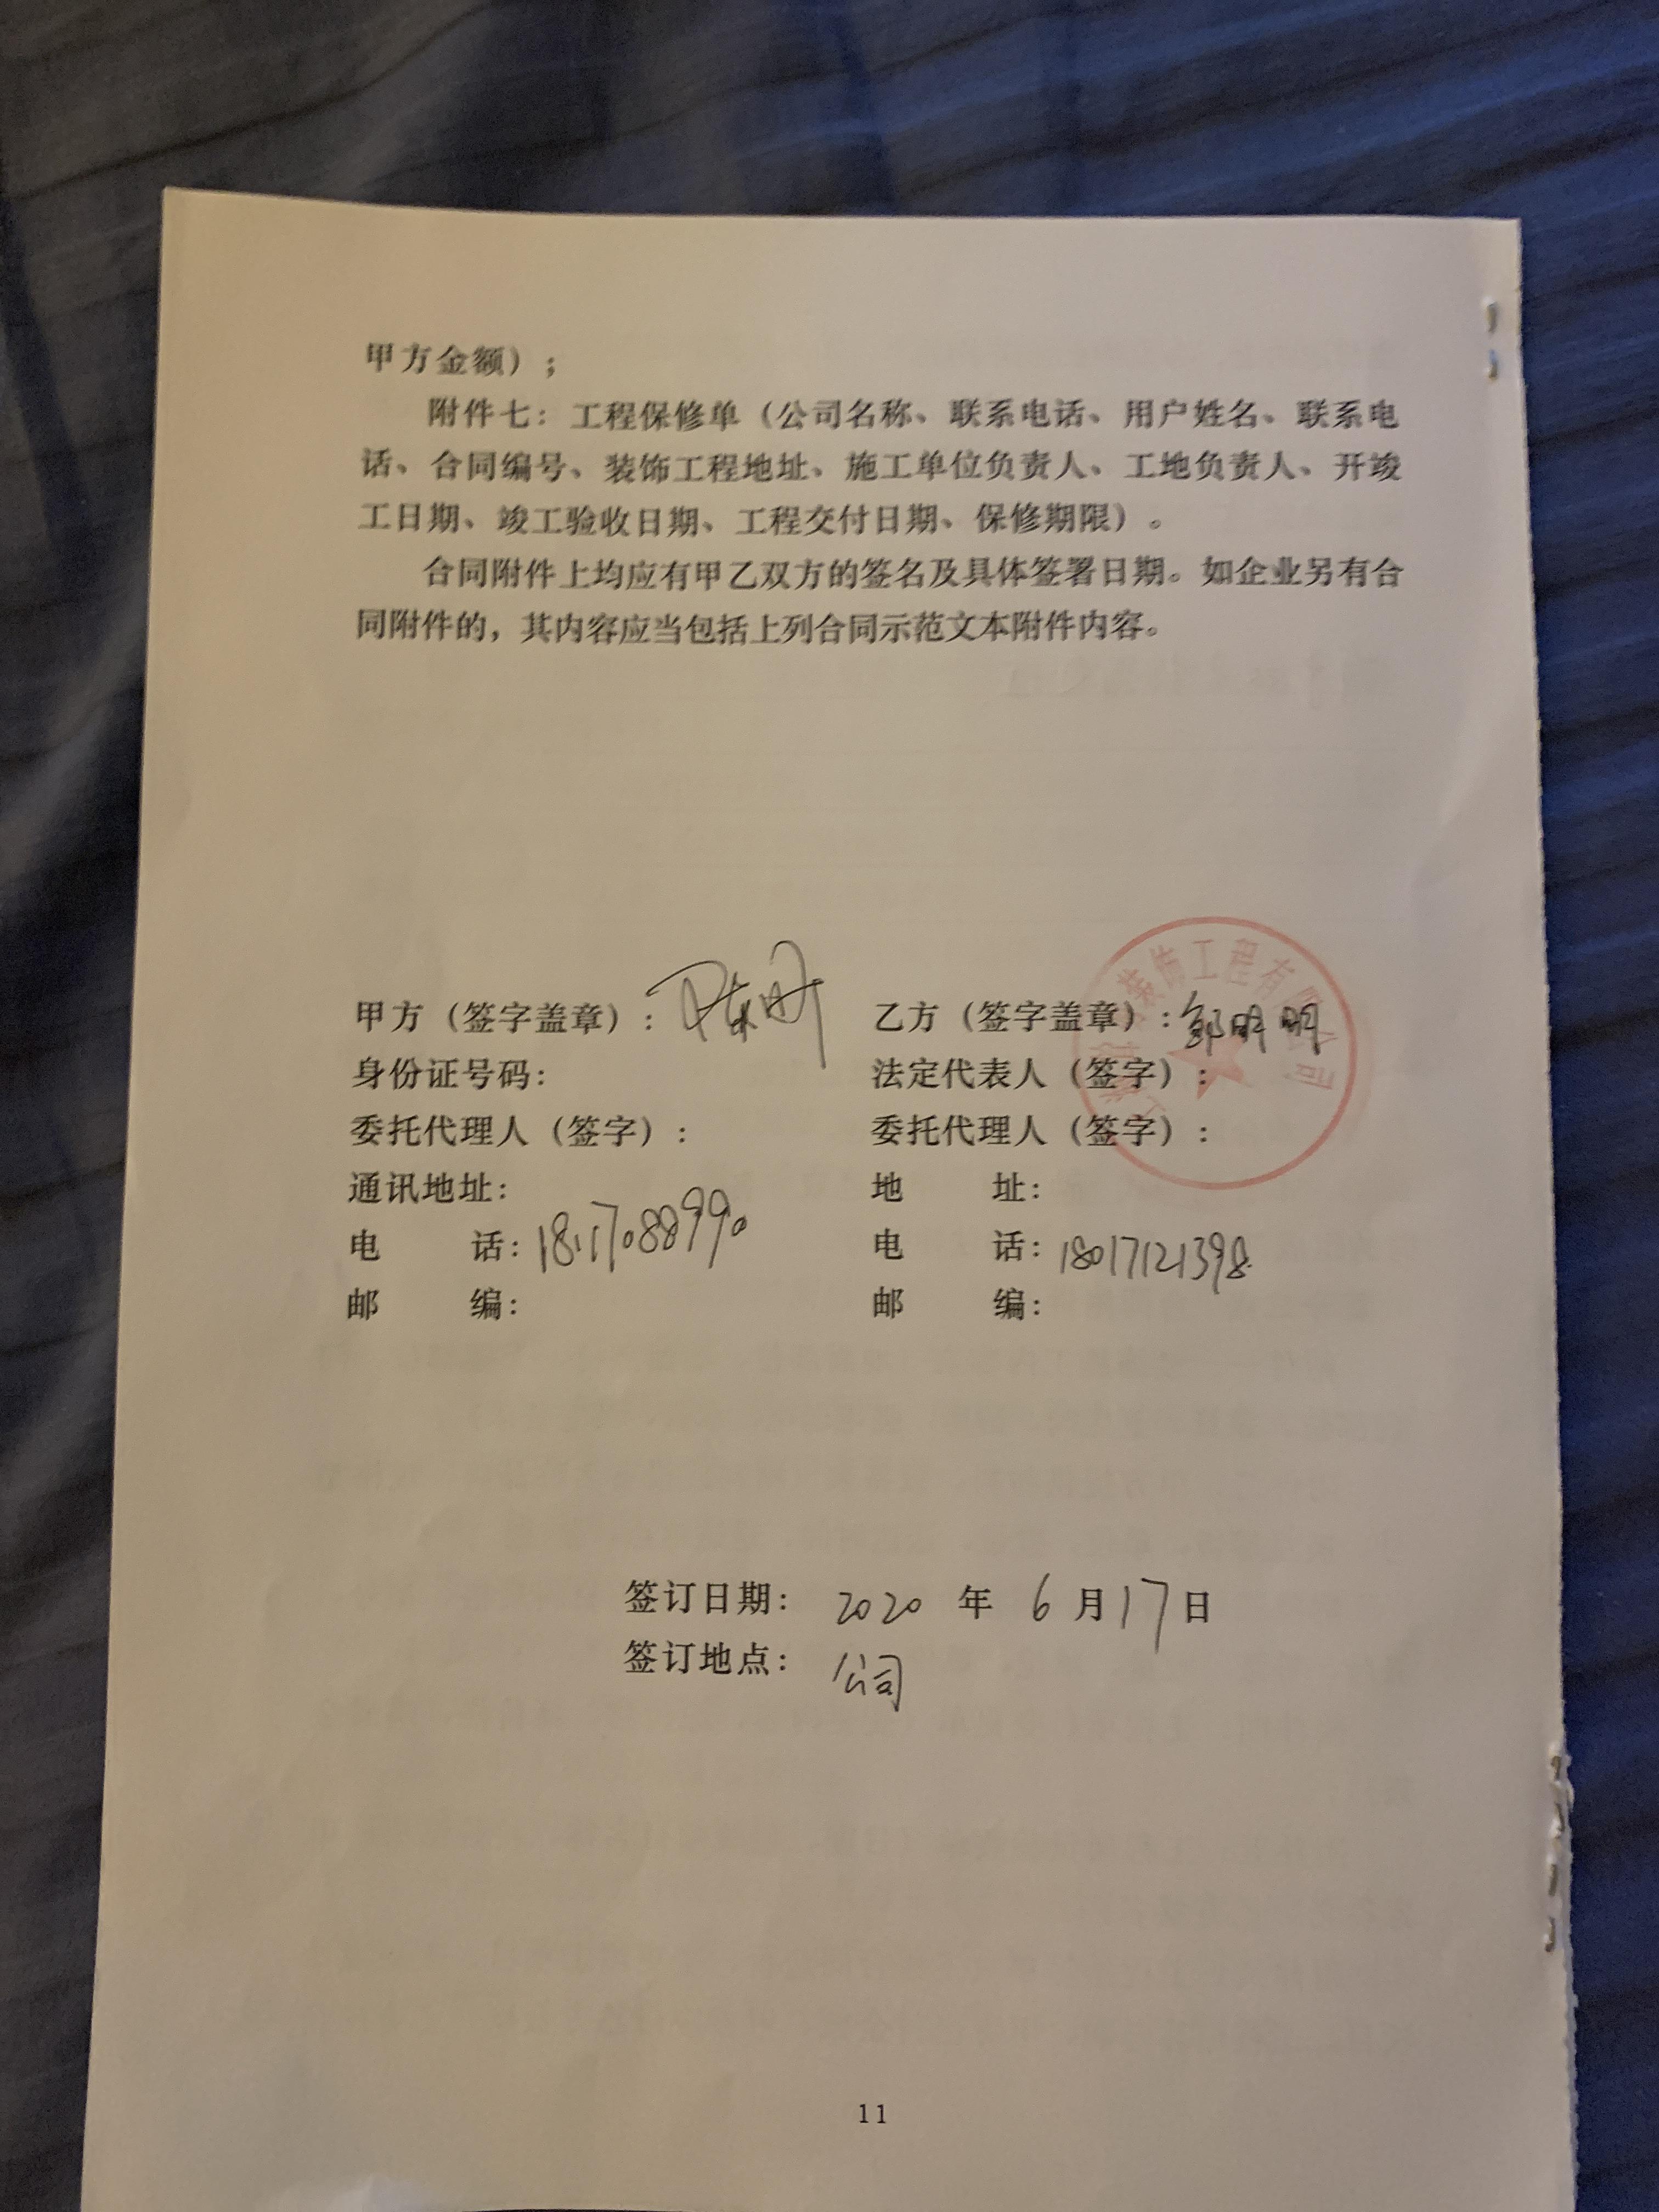 甲方金额）；
附件七：工程保修单（公司名称、联系电话、用户姓名、联系电
话、合同编号、装饰工程地址、施工单位负责人、工地负责人、开竣
工日期、竣工验收日期、工程交付日期、保修期限）。
合同附件上均应有甲乙双方的签名及具体签署日期。如企业另有合
同附件的，其内容应当包括上列合同示范文本附件内容。
装饰工程有 司
甲方（签字盖章）： 乙方（签字盖章）：邹明明
身份证号码： 法定代表人（签字）：
委托代理人（签字）： 委托代理人（签字）：
通讯地址： 地 址：
电 话：18117088990 电 话：18017121398
邮 编： 邮 编：
签订日期： 2020 年 6 月 17 日
签订地点： 公司
11